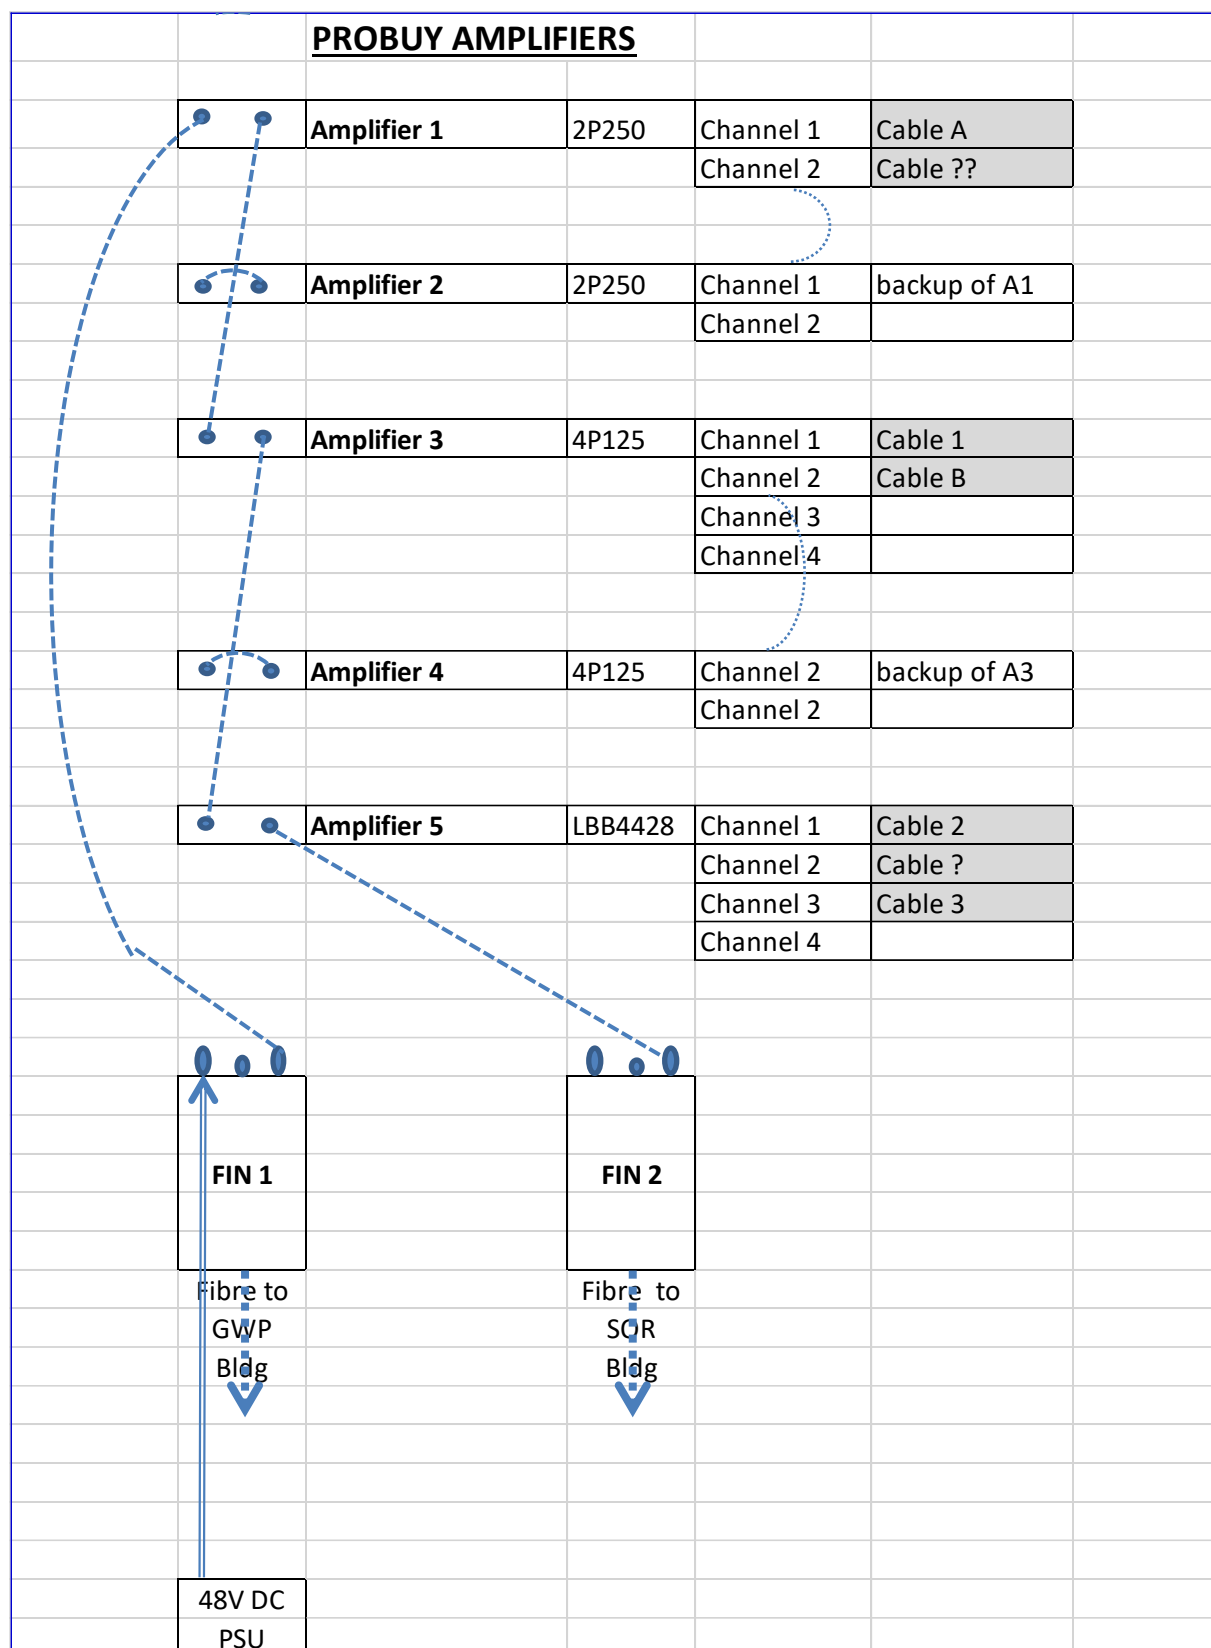 PROBUY AMPLIFIERS
Amplifier 1 2P250 Channel 1 Cable A
Channel 2 Cable ??
Amplifier 2 2P250 Channel 1 backup of A1
Channel 2
Amplifier 3 4P125 Channel 1 Cable 1
Channel 2 Cable B
Channel 3
Channel 4
Amplifier 4 4P125 Channel 2 backup of A3
Channel 2
Amplifier 5 LBB4428 Channel 1 Cable 2
Channel 2 Cable ?
Channel 3 Cable 3
Channel 4
FIN 1 FIN 2
Fibre to Fibre to
GWP SOR
Bldg Bldg
48V DC
PSU